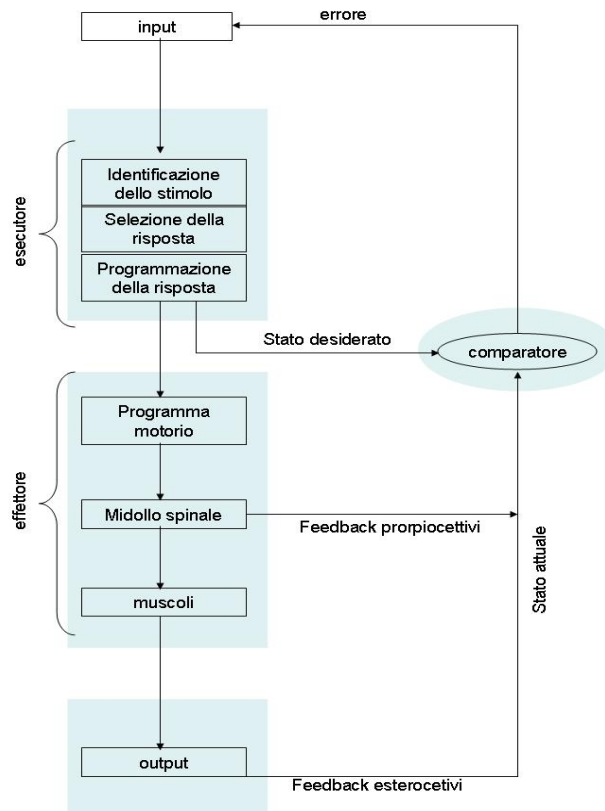 errore
input
Identificazione
dello stimolo
Selezione della
risposta
Programmazione
della risposta
esecutore
Stato desiderato
comparatore
Programma
motorio
effettore
Midollo spinale
Feedback prorpiocettivi
Stato attuale
muscoli
output
Feedback esterocetivi